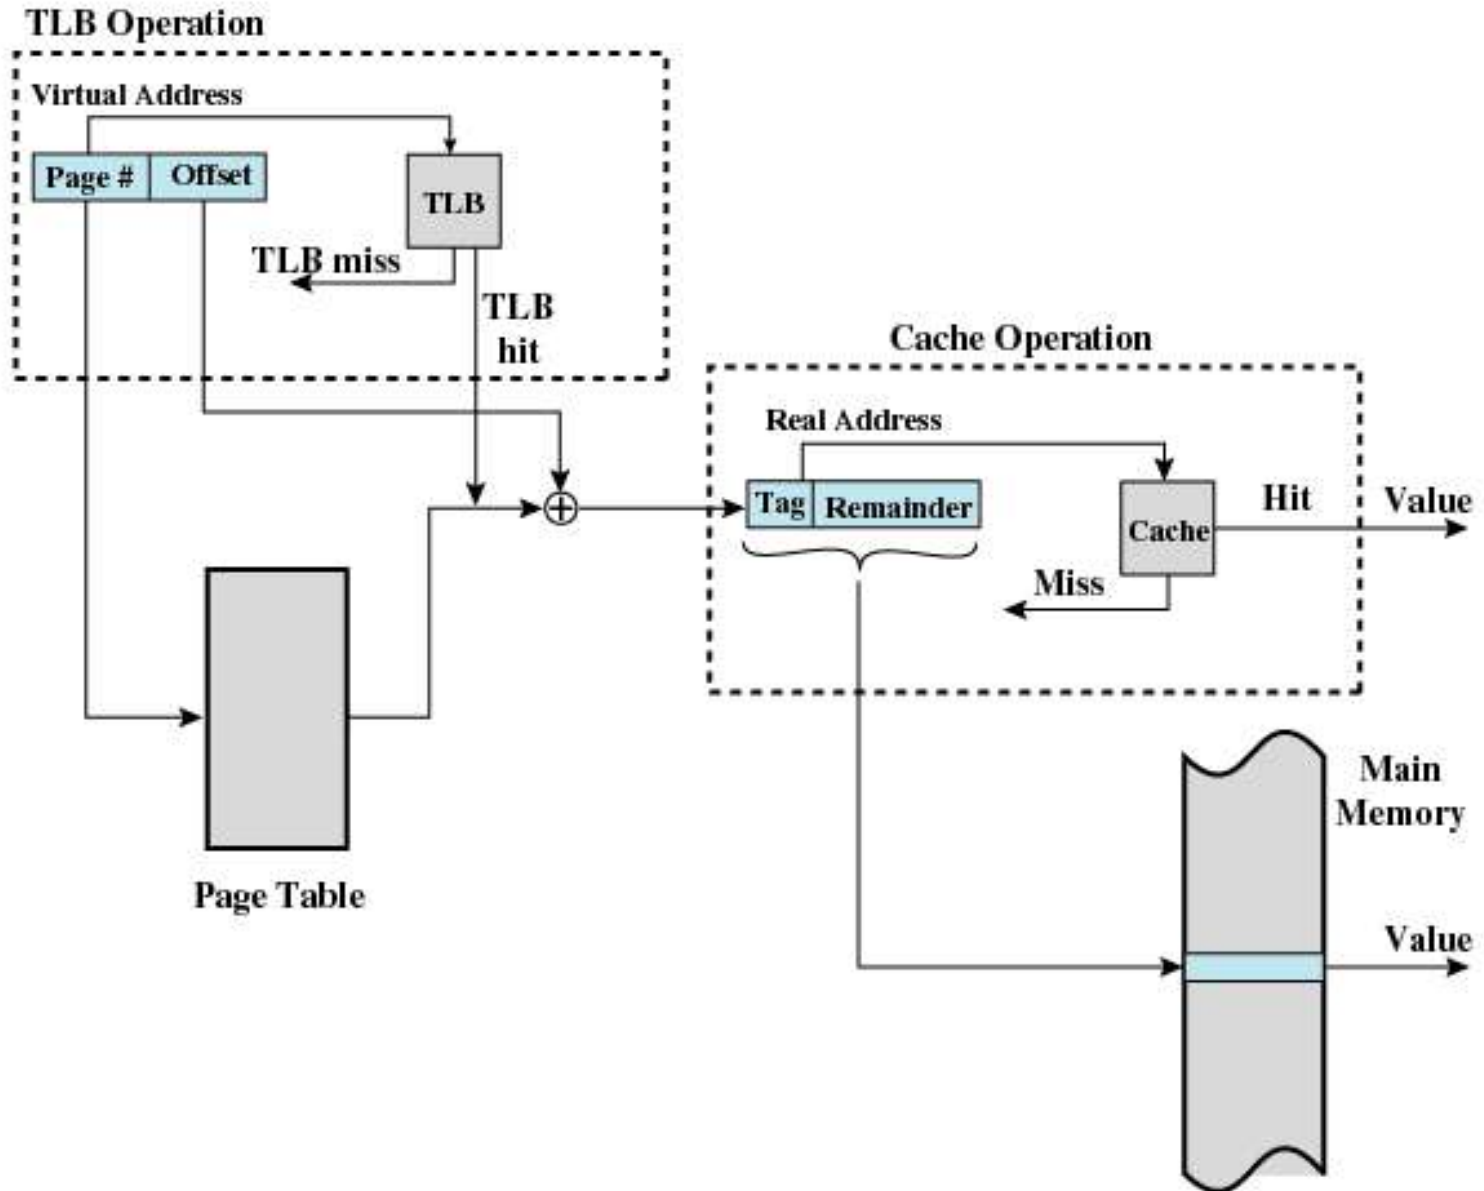 TLB Operation
Virtual Address
Page #
Offset
TLB
TLB miss
TLB
hit
Cache Operation
Real Address
Tag
Remainder
Cache
Hit
Value
Miss
Page Table
Main
Memory
Value